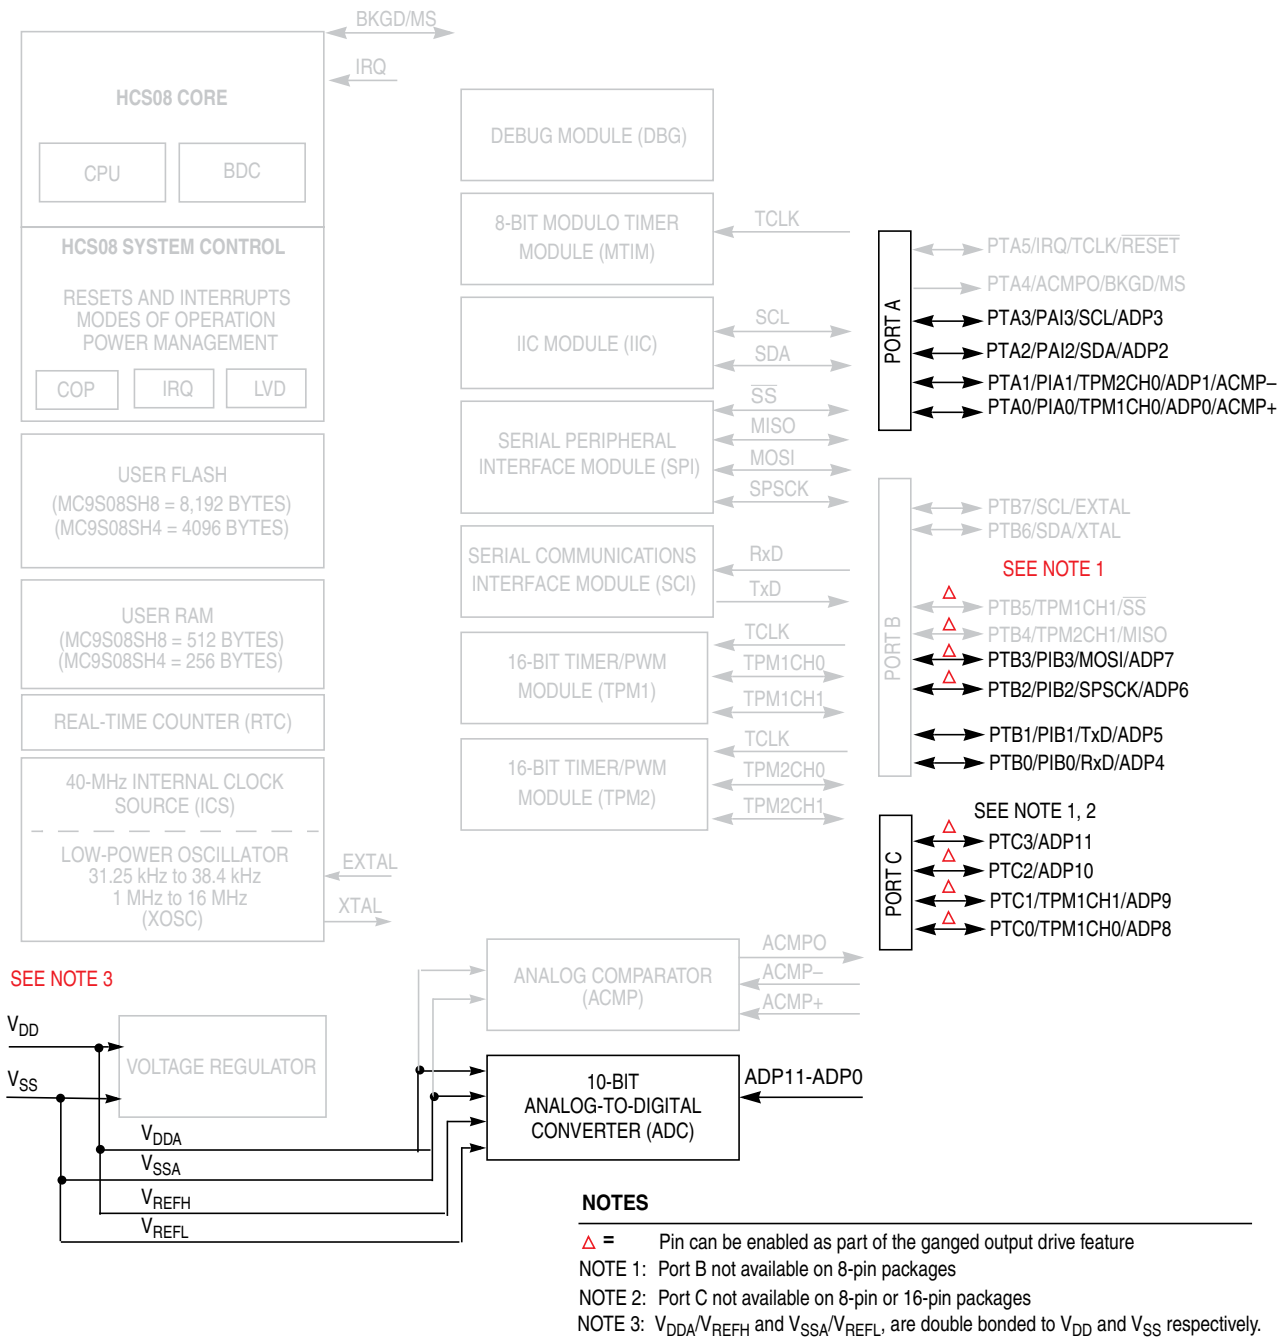 BKGD/MS
IRQ
HCS08 CORE
CPU
BDC
HCS08 SYSTEM CONTROL
RESETS AND INTERRUPTS
MODES OF OPERATION
POWER MANAGEMENT
COP
IRQ
LVD
USER FLASH
(MC9S08SH8 = 8,192 BYTES)
(MC9S08SH4 = 4096 BYTES)
USER RAM
(MC9S08SH8 = 512 BYTES)
(MC9S08SH4 = 256 BYTES)
REAL-TIME COUNTER (RTC)
40-MHz INTERNAL CLOCK
SOURCE (ICS)
LOW-POWER OSCILLATOR
31.25 kHz to 38.4 kHz
1 MHz to 16 MHz
(XOSC)
EXTAL
XTAL
SEE NOTE 3
VDD
VSS
VOLTAGE REGULATOR
VDDA
VSSA
VREFH
VREFL
DEBUG MODULE (DBG)
8-BIT MODULO TIMER
MODULE (MTIM)
TCLK
IIC MODULE (IIC)
SCL
SDA
SERIAL PERIPHERAL
INTERFACE MODULE (SPI)
SS
MISO
MOSI
SPSCK
SERIAL COMMUNICATIONS
INTERFACE MODULE (SCI)
RxD
TxD
16-BIT TIMER/PWM
MODULE (TPM1)
TCLK
TPM1CH0
TPM1CH1
16-BIT TIMER/PWM
MODULE (TPM2)
TCLK
TPM2CH0
TPM2CH1
ANALOG COMPARATOR
(ACMP)
ACMPO
ACMP–
ACMP+
10-BIT
ANALOG-TO-DIGITAL
CONVERTER (ADC)
ADP11-ADP0
PORT A
PTA5/IRQ/TCLK/RESET
PTA4/ACMPO/BKGD/MS
PTA3/PAI3/SCL/ADP3
PTA2/PAI2/SDA/ADP2
PTA1/PIA1/TPM2CH0/ADP1/ACMP–
PTA0/PIA0/TPM1CH0/ADP0/ACMP+
PORT B
PTB7/SCL/EXTAL
PTB6/SDA/XTAL
SEE NOTE 1
PTB5/TPM1CH1/SS
PTB4/TPM2CH1/MISO
PTB3/PIB3/MOSI/ADP7
PTB2/PIB2/SPSCK/ADP6
PTB1/PIB1/TxD/ADP5
PTB0/PIB0/RxD/ADP4
SEE NOTE 1, 2
PORT C
PTC3/ADP11
PTC2/ADP10
PTC1/TPM1CH1/ADP9
PTC0/TPM1CH0/ADP8
NOTES
Δ = Pin can be enabled as part of the ganged output drive feature
NOTE 1: Port B not available on 8-pin packages
NOTE 2: Port C not available on 8-pin or 16-pin packages
NOTE 3: VDDA/VREFH and VSSA/VREFL, are double bonded to VDD and VSS respectively.